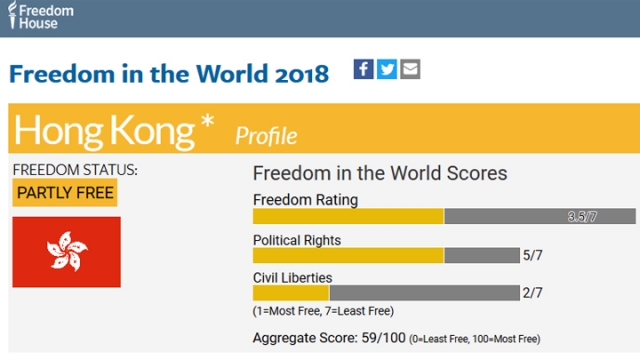 Freedom
House
Freedom in the World 2018
Hong Kong* Profile
FREEDOM STATUS:
PARTLY FREE
Freedom in the World Scores
Freedom Rating
3.5/7
Political Rights
5/7
Civil Liberties
2/7
(1=Most Free, 7=Least Free)
Aggregate Score: 59/100 (0=Least Free, 100=Most Free)